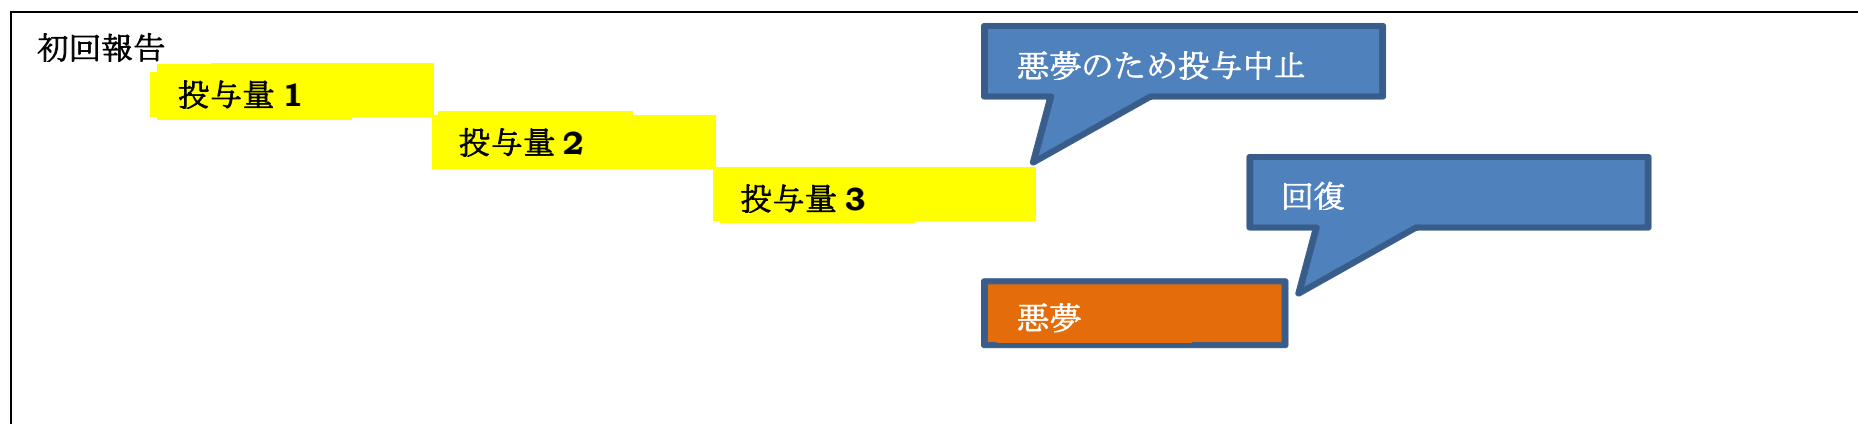 初回報告
悪夢のため投与中止
投与量 1
投与量 2
投与量 3
回復
悪夢